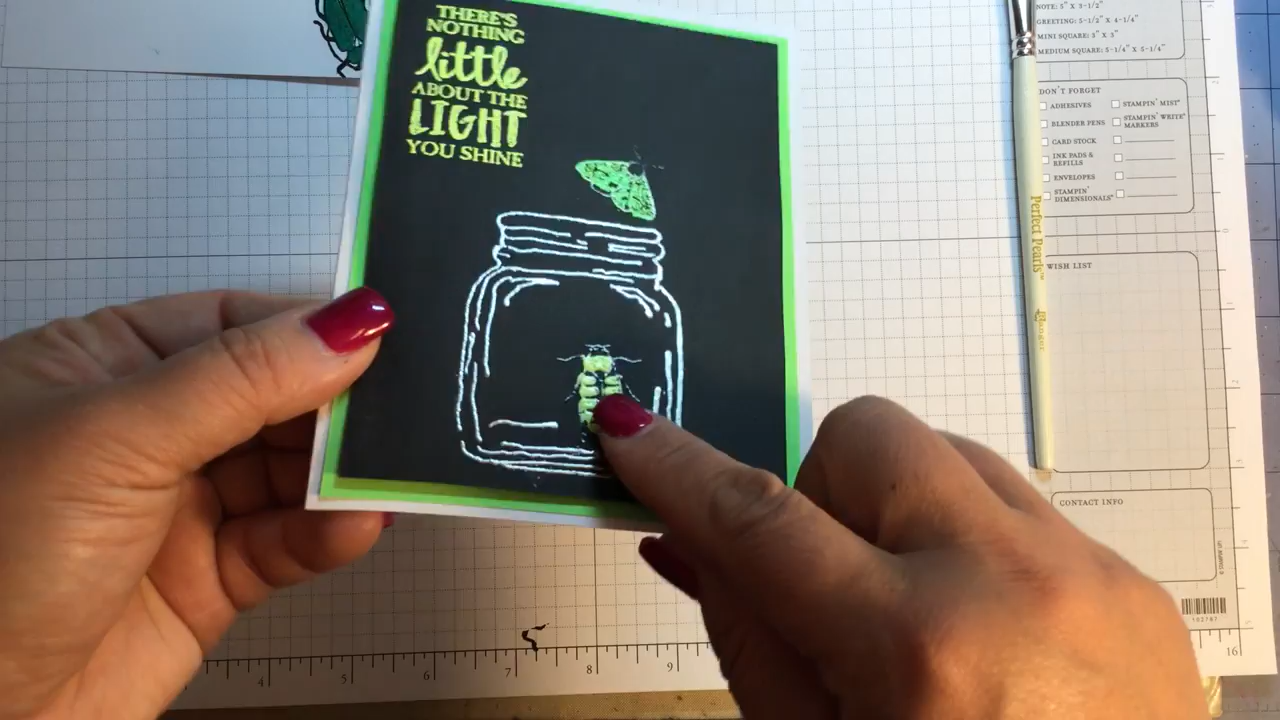 THERE'S
NOTHING
little
ABOUT THE
LIGHT
YOU SHINE
NOTE: 5" X 3-1/2"
GREETING: 5-1/2" X 4-1/4"
MINI SQUARE: 3" X 3"
MEDIUM SQUARE: 5-1/4" X 5-1/4"
DON'T FORGET
ADHESIVES
BLENDER PENS
CARD STOCK
INK PADS &
REFILLS
ENVELOPES
STAMPIN'
DIMENSIONALS®
STAMPIN' MIST®
STAMPIN' WRITE®
MARKERS
WISH LIST
CONTACT INFO
Perfect Pearls™
4
5
6
7
8
9
16